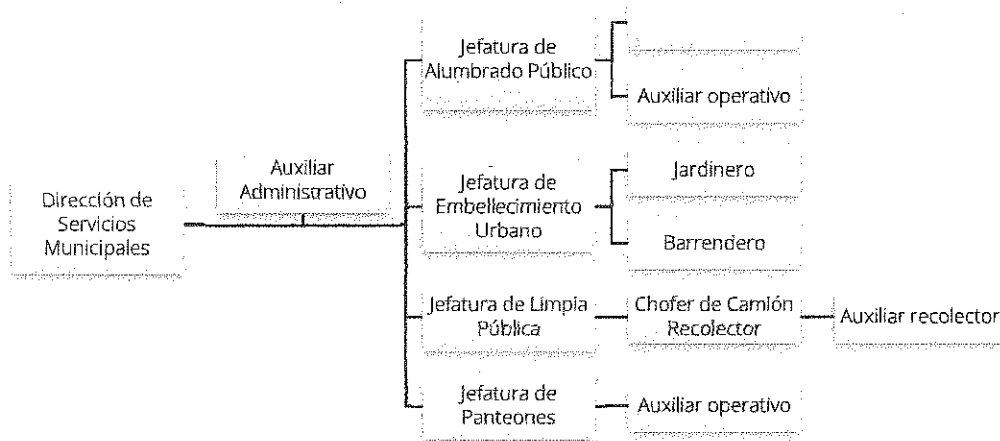 Dirección de
Servicios
Municipales
Auxiliar
Administrativo
Jefatura de
Alumbrado Público
Auxiliar operativo
Jefatura de
Embellecimiento
Urbano
Jardinero
Barrendero
Jefatura de Limpia
Pública
Chofer de Camión
Recolector
Auxiliar recolector
Jefatura de
Panteones
Auxiliar operativo